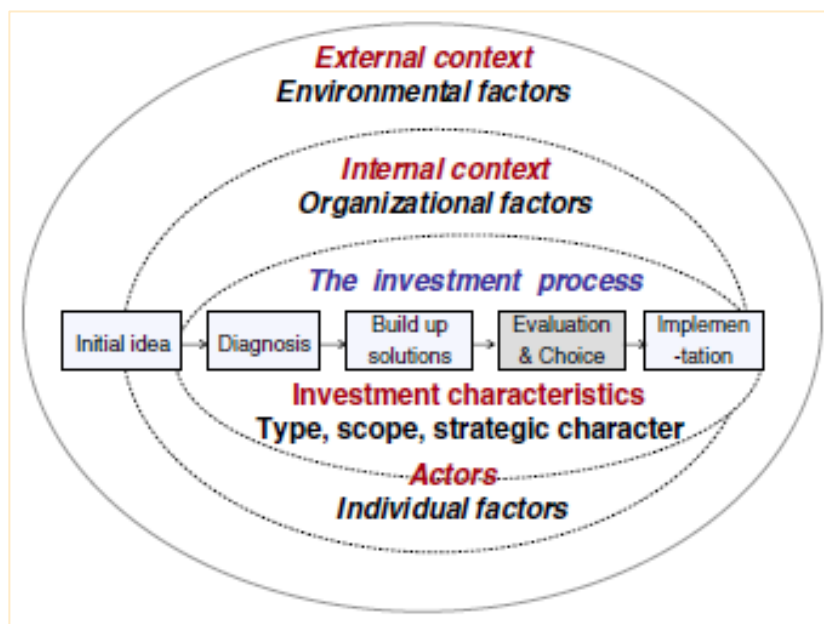 External context
Environmental factors
Internal context
Organizational factors
The investment process
Initial idea
Diagnosis
Build up
solutions
Evaluation
& Choice
Implemen
-tation
Investment characteristics
Type, scope, strategic character
Actors
Individual factors